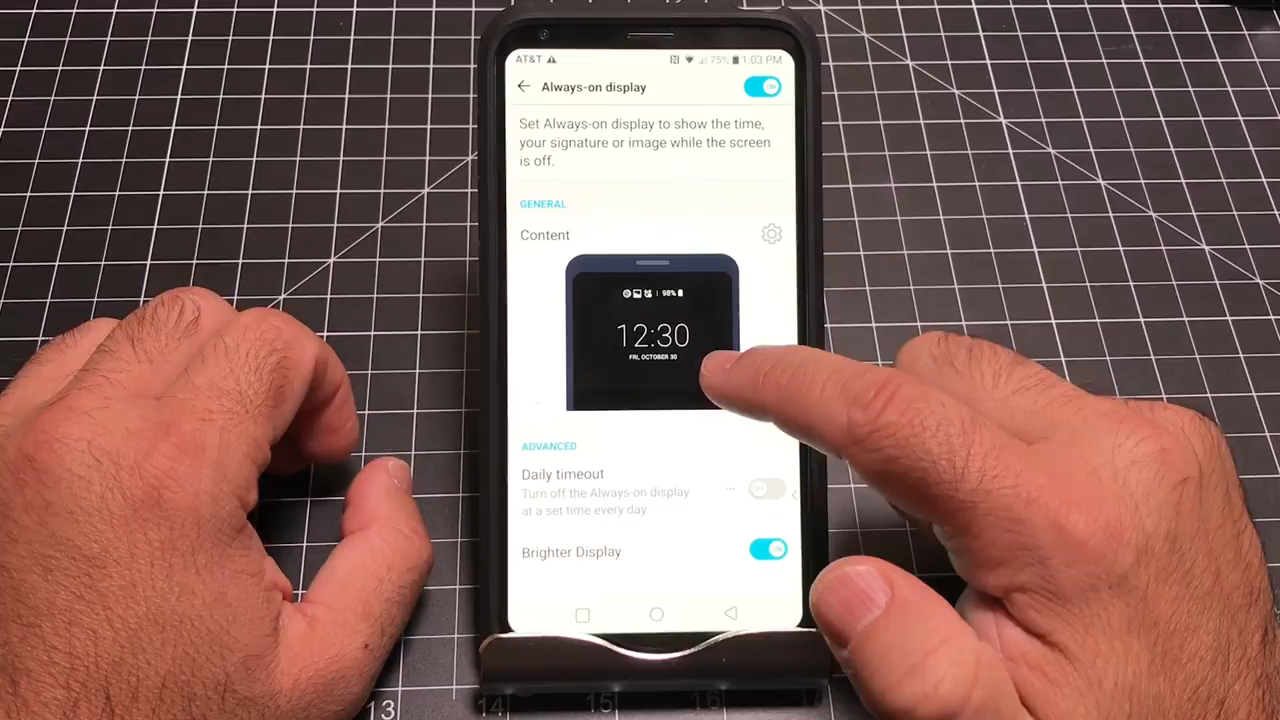 AT&T 75% 1:03 PM
Always-on display ON
Set Always-on display to show the time,
your signature or image while the screen
is off.
GENERAL
Content
98%
12:30
FRI, OCTOBER 30
ADVANCED
Daily timeout
Turn off the Always-on display
at a set time every day
Brighter Display ON
13 14 15 16